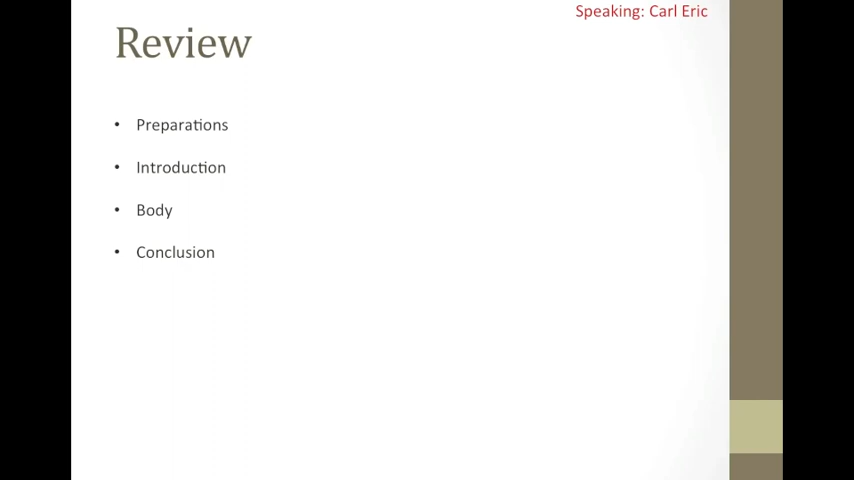 Speaking: Carl Eric
Review
• Preparations
• Introduction
• Body
• Conclusion